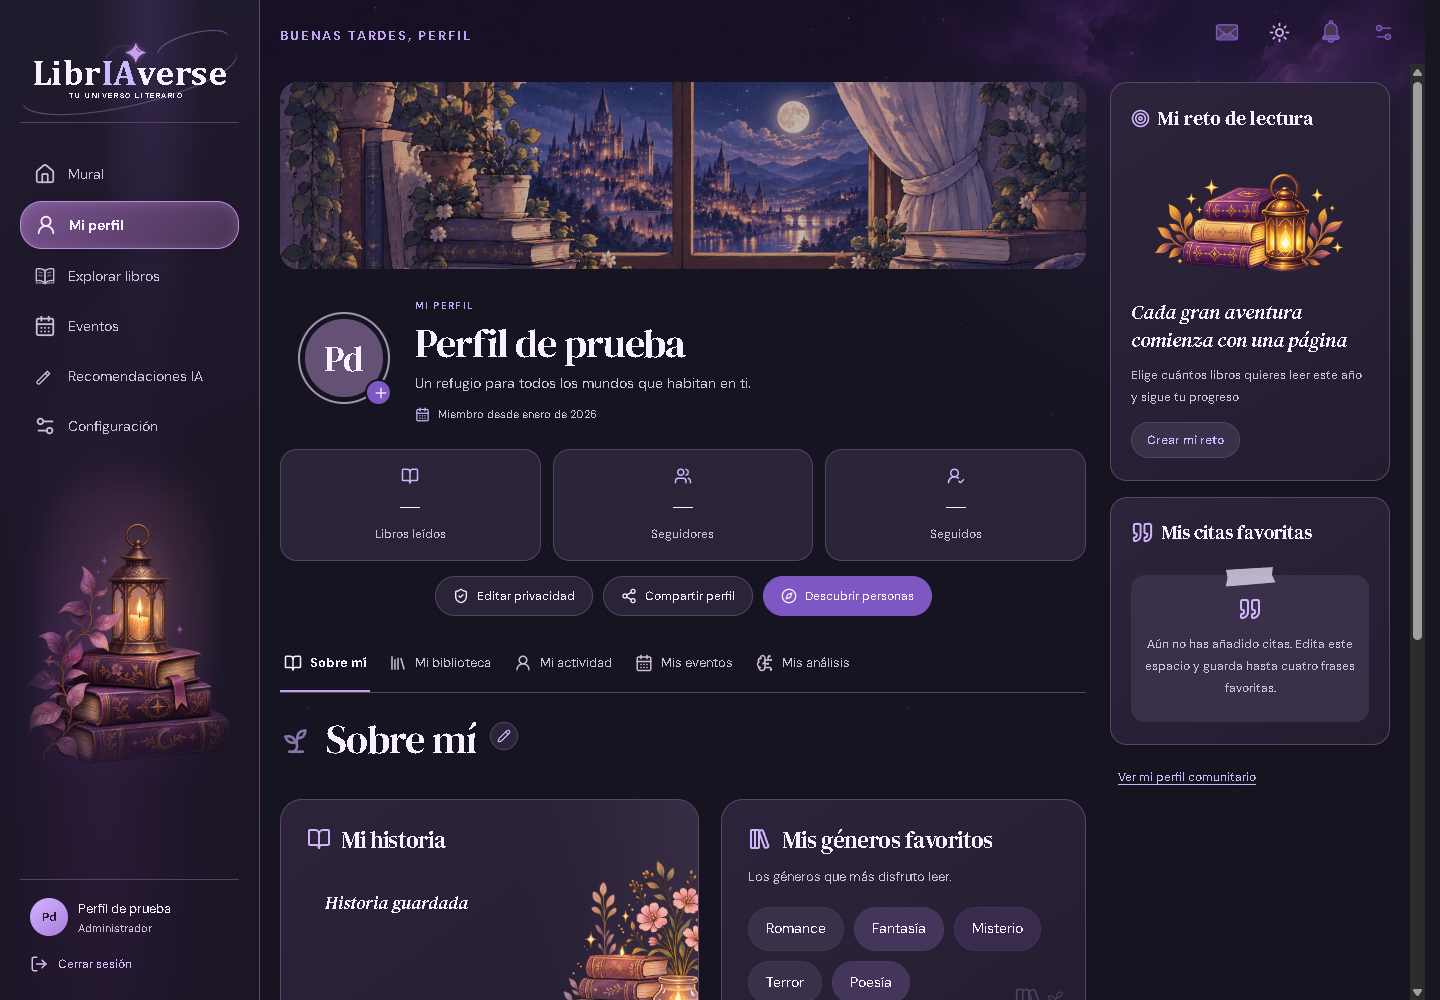 LibrIAverse
TU UNIVERSO LITERARIO
Mural
Mi perfil
Explorar libros
Eventos
Recomendaciones IA
Configuración
Pd
Perfil de prueba
Administrador
Cerrar sesión
BUENAS TARDES, PERFIL
Pd
MI PERFIL
Perfil de prueba
Un refugio para todos los mundos que habitan en ti.
Miembro desde enero de 2026
—
Libros leídos
—
Seguidores
—
Seguidos
Editar privacidad
Compartir perfil
Descubrir personas
Sobre mí
Mi biblioteca
Mi actividad
Mis eventos
Mis análisis
Sobre mí
Mi historia
Historia guardada
Mis géneros favoritos
Los géneros que más disfruto leer.
Romance
Fantasía
Misterio
Terror
Poesía
Mi reto de lectura
Cada gran aventura
comienza con una página
Elige cuántos libros quieres leer este año
y sigue tu progreso
Crear mi reto
Mis citas favoritas
Aún no has añadido citas. Edita este
espacio y guarda hasta cuatro frases
favoritas.
Ver mi perfil comunitario